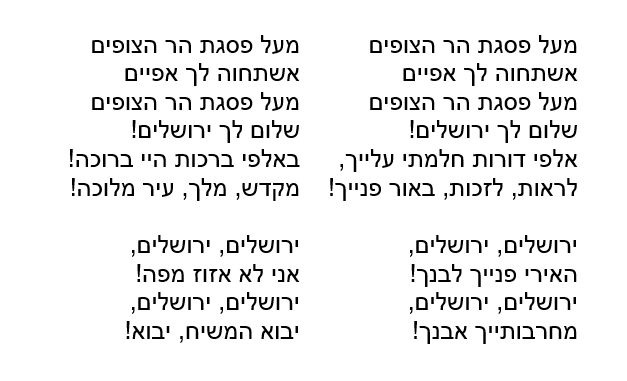 מעל פסגת הר הצופים
אשתחוה לך אפיים
מעל פסגת הר הצופים
שלום לך ירושלים!
אלפי דורות חלמתי עלייך,
לראות, לזכות, באור פנייך!
ירושלים, ירושלים,
האירי פנייך לבנך!
ירושלים, ירושלים,
מחרבותייך אבנך!
מעל פסגת הר הצופים
אשתחוה לך אפיים
מעל פסגת הר הצופים
שלום לך ירושלים!
באלפי ברכות היי ברוכה!
מקדש, מלך, עיר מלוכה!
ירושלים, ירושלים,
אני לא אזוז מפה!
ירושלים, ירושלים,
יבוא המשיח, יבוא!